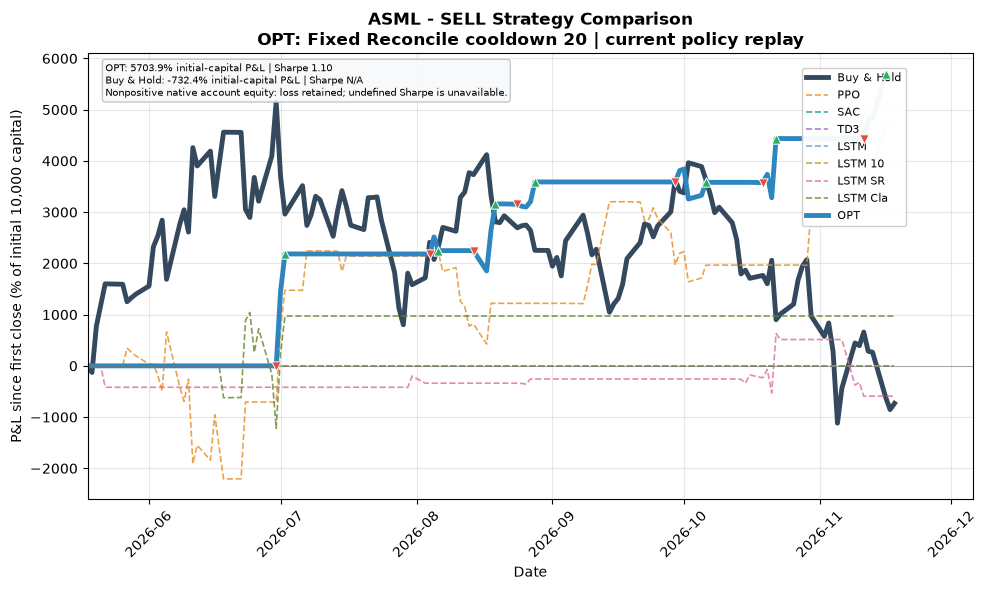 ASML - SELL Strategy Comparison
OPT: Fixed Reconcile cooldown 20 | current policy replay
OPT: 5703.9% initial-capital P&L | Sharpe 1.10
Buy & Hold: -732.4% initial-capital P&L | Sharpe N/A
Nonpositive native account equity: loss retained; undefined Sharpe is unavailable.
Buy & Hold
PPO
SAC
TD3
LSTM
LSTM 10
LSTM SR
LSTM Cla
OPT
P&L since first close (% of initial 10,000 capital)
6000
5000
4000
3000
2000
1000
0
−1000
−2000
2026-06
2026-07
2026-08
2026-09
2026-10
2026-11
2026-12
Date